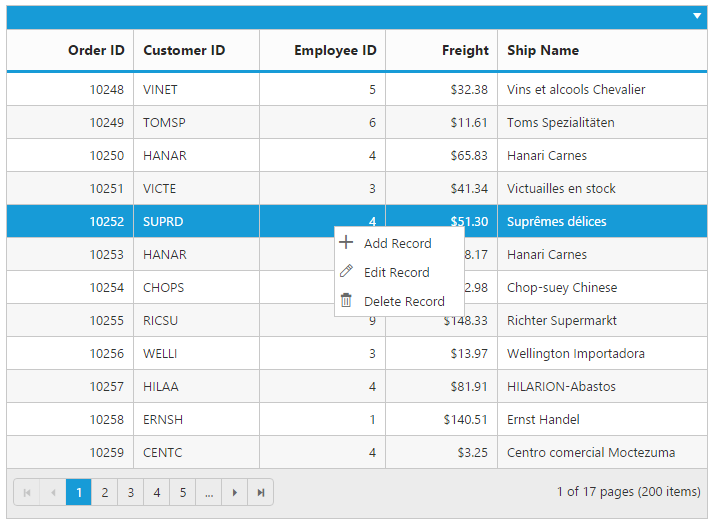 Order ID Customer ID Employee ID Freight Ship Name
10248 VINET 5 $32.38 Vins et alcools Chevalier
10249 TOMSP 6 $11.61 Toms Spezialitäten
10250 HANAR 4 $65.83 Hanari Carnes
10251 VICTE 3 $41.34 Victuailles en stock
10252 SUPRD 4 $51.30 Suprêmes délices
Add Record
10253 HANAR 8.17 Hanari Carnes
Edit Record
10254 CHOPS 2.98 Chop-suey Chinese
Delete Record
10255 RICSU 9 $148.33 Richter Supermarkt
10256 WELLI 3 $13.97 Wellington Importadora
10257 HILAA 4 $81.91 HILARION-Abastos
10258 ERNSH 1 $140.51 Ernst Handel
10259 CENTC 4 $3.25 Centro comercial Moctezuma
1 2 3 4 5 ... 1 of 17 pages (200 items)